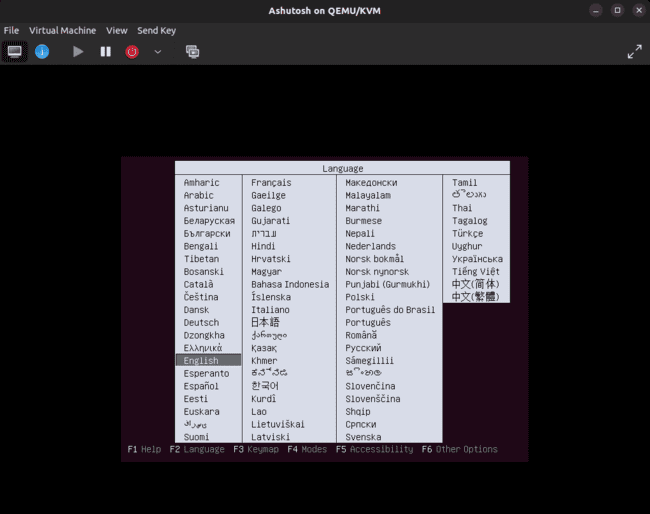 Ashutosh on QEMU/KVM
File Virtual Machine View Send Key
Language
Amharic
Arabic
Asturianu
Беларуская
Български
Bengali
Tibetan
Bosanski
Català
Čeština
Dansk
Deutsch
Dzongkha
Ελληνικά
English
Esperanto
Español
Eesti
Euskara
Suomi
Français
Gaeilge
Galego
Gujarati
עברית
Hindi
Hrvatski
Magyar
Bahasa Indonesia
Íslenska
Italiano
日本語
ქართული
Қазақ
Khmer
ಕನ್ನಡ
한국어
Kurdî
Lao
Lietuviškai
Latviski
Македонски
Malayalam
Marathi
Burmese
Nepali
Nederlands
Norsk bokmål
Norsk nynorsk
Punjabi (Gurmukhi)
Polski
Português do Brasil
Português
Română
Русский
Sámegillii
සිංහල
Slovenčina
Slovenščina
Shqip
Српски
Svenska
Tamil
తెలుగు
Thai
Tagalog
Türkçe
Uyghur
Українська
Tiếng Việt
中文(简体)
中文(繁體)
F1 Help F2 Language F3 Keymap F4 Modes F5 Accessibility F6 Other Options